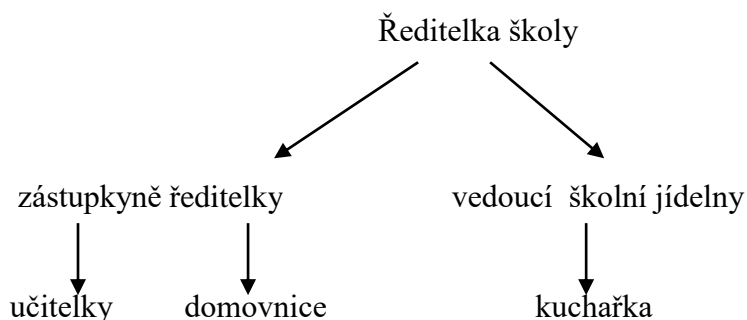 Ředitelka školy
zástupkyně ředitelky vedoucí školní jídelny
učitelky domovnice kuchařka